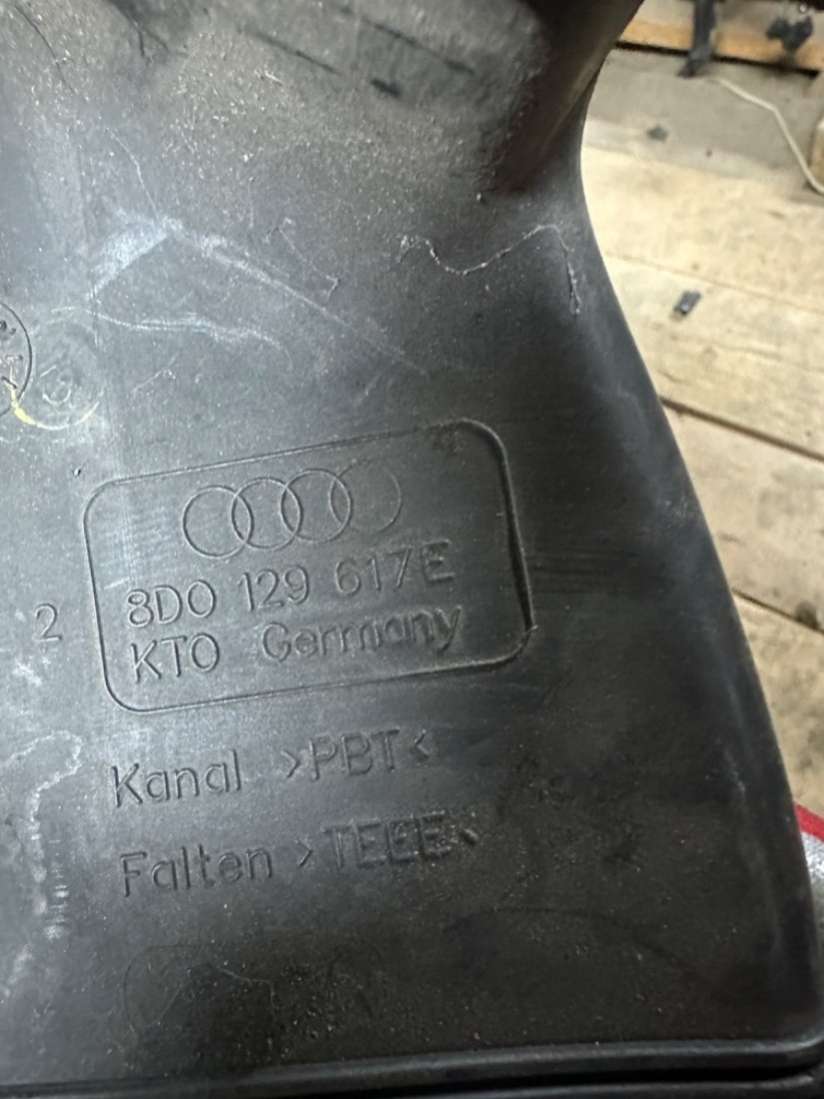 8D0 129 617E
2
KTO Germany
Kanal >PBT<
Falten >TEEE<